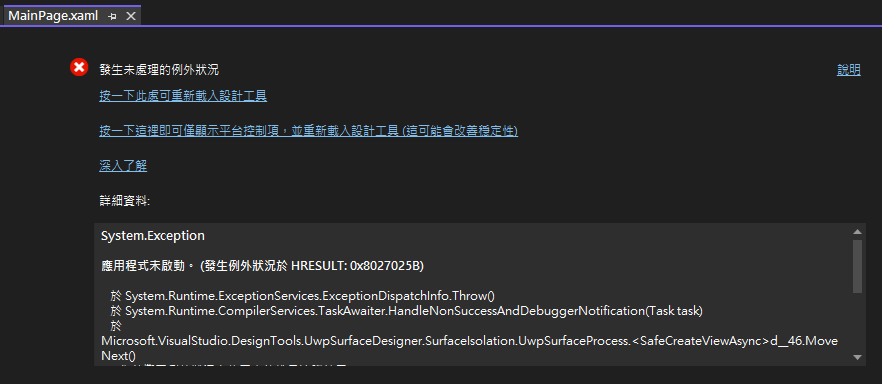 MainPage.xaml
發生未處理的例外狀況
說明
按一下此處可重新載入設計工具
按一下這裡即可僅顯示平台控制項，並重新載入設計工具 (這可能會改善穩定性)
深入了解
詳細資料:
System.Exception
應用程式未啟動。 (發生例外狀況於 HRESULT: 0x8027025B)
於 System.Runtime.ExceptionServices.ExceptionDispatchInfo.Throw()
於 System.Runtime.CompilerServices.TaskAwaiter.HandleNonSuccessAndDebuggerNotification(Task task)
於
Microsoft.VisualStudio.DesignTools.UwpSurfaceDesigner.SurfaceIsolation.UwpSurfaceProcess.<SafeCreateViewAsync>d__46.Move
Next()